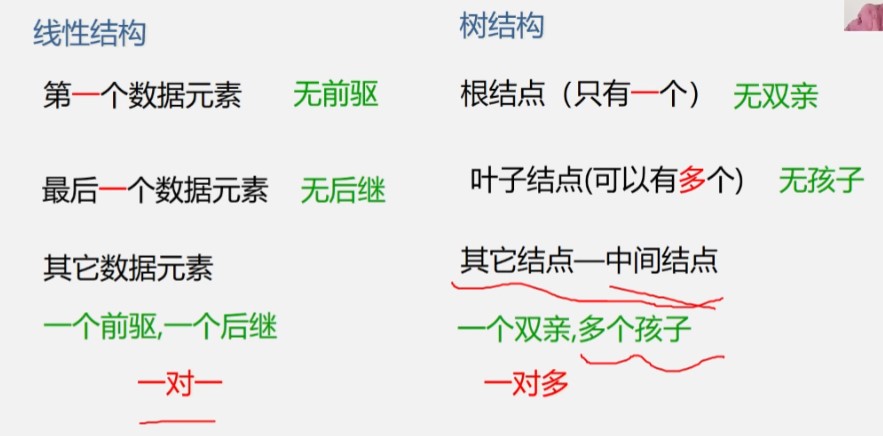 线性结构
第一个数据元素 无前驱
最后一个数据元素 无后继
其它数据元素
一个前驱,一个后继
一对一
树结构
根结点（只有一个） 无双亲
叶子结点(可以有多个) 无孩子
其它结点—中间结点
一个双亲,多个孩子
一对多